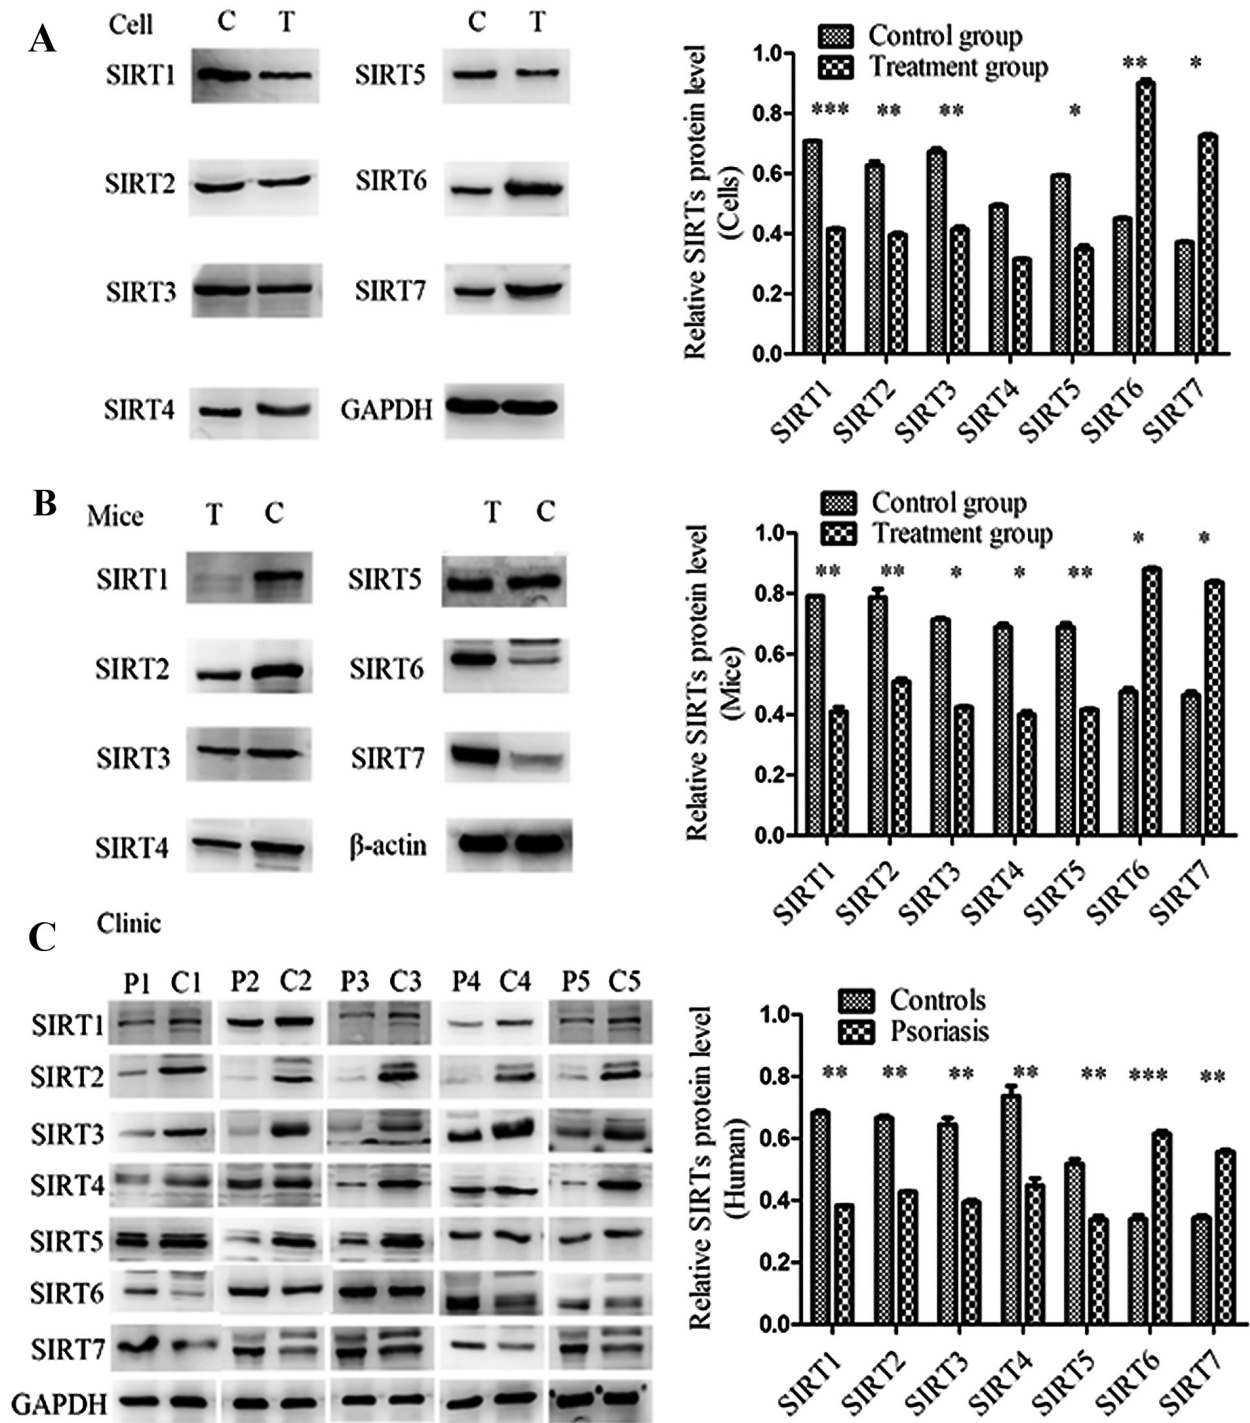 A
Cell
C T
C T
SIRT1
SIRT5
SIRT2
SIRT6
SIRT3
SIRT7
SIRT4
GAPDH
Control group
Treatment group
Relative SIRTs protein level
(Cells)
1.0
0.8
0.6
0.4
0.2
0.0
*** ** ** * ** *
SIRT1 SIRT2 SIRT3 SIRT4 SIRT5 SIRT6 SIRT7
B
Mice
T C
T C
SIRT1
SIRT5
SIRT2
SIRT6
SIRT3
SIRT7
SIRT4
β-actin
Control group
Treatment group
Relative SIRTs protein level
(Mice)
1.0
0.8
0.6
0.4
0.2
0.0
** ** * * ** * *
SIRT1 SIRT2 SIRT3 SIRT4 SIRT5 SIRT6 SIRT7
C
Clinic
P1 C1 P2 C2 P3 C3 P4 C4 P5 C5
SIRT1
SIRT2
SIRT3
SIRT4
SIRT5
SIRT6
SIRT7
GAPDH
Controls
Psoriasis
Relative SIRTs protein level
(Human)
1.0
0.8
0.6
0.4
0.2
0.0
** ** ** ** ** *** **
SIRT1 SIRT2 SIRT3 SIRT4 SIRT5 SIRT6 SIRT7